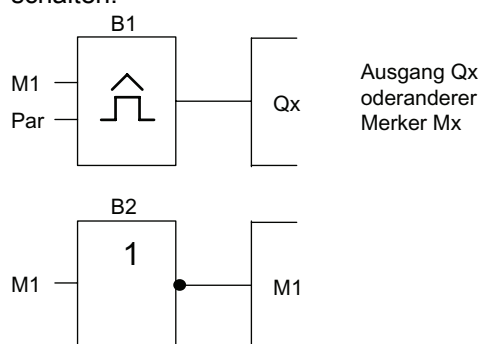 schalten:
B1
M1
Par
Qx
Ausgang Qx
oderanderer
Merker Mx
B2
1
M1
M1